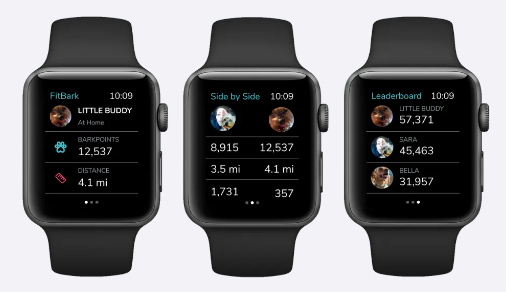 FitBark 10:09
LITTLE BUDDY
At Home
BARKPOINTS
12,537
DISTANCE
4.1 mi
Side by Side 10:09
8,915 12,537
3.5 mi 4.1 mi
1,731 357
Leaderboard 10:09
LITTLE BUDDY
57,371
SARA
45,463
BELLA
31,957